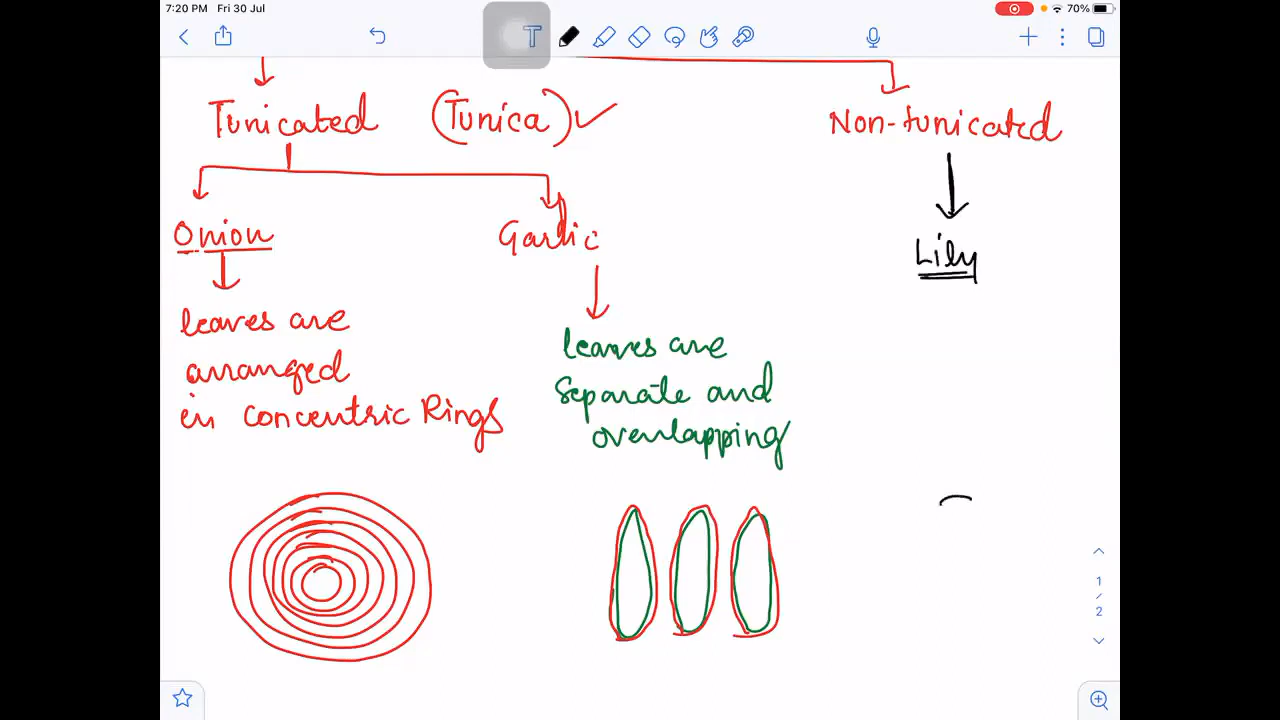 7:20 PM Fri 30 Jul
70%
T
Tunicated (Tunica) Non-tunicated
Onion Garlic Lily
leaves are
arranged
in concentric Rings
leaves are
Separate and
overlapping
1
/
2